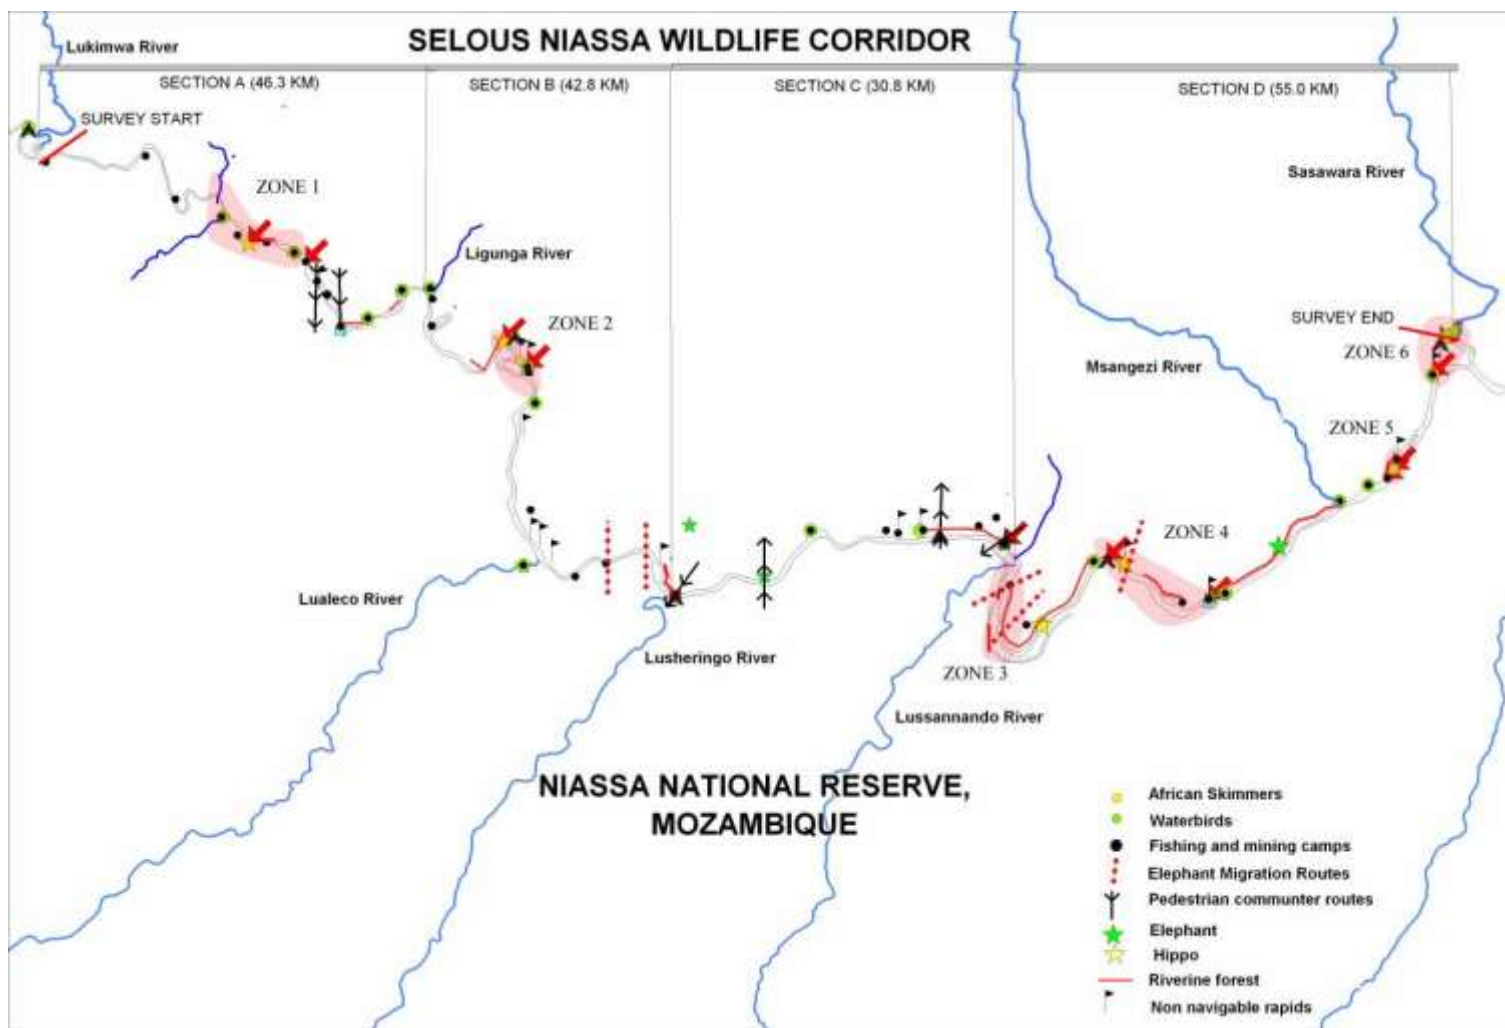 SELOUS NIASSA WILDLIFE CORRIDOR
Lukimwa River
SECTION A (46.3 KM)
SECTION B (42.8 KM)
SECTION C (30.8 KM)
SECTION D (55.0 KM)
SURVEY START
Sasawara River
ZONE 1
Ligunga River
SURVEY END
ZONE 2
ZONE 6
Msangezi River
ZONE 5
ZONE 4
Lualeco River
Lusheringo River
ZONE 3
Lussannando River
NIASSA NATIONAL RESERVE,
MOZAMBIQUE
African Skimmers
Waterbirds
Fishing and mining camps
Elephant Migration Routes
Pedestrian communter routes
Elephant
Hippo
Riverine forest
Non navigable rapids